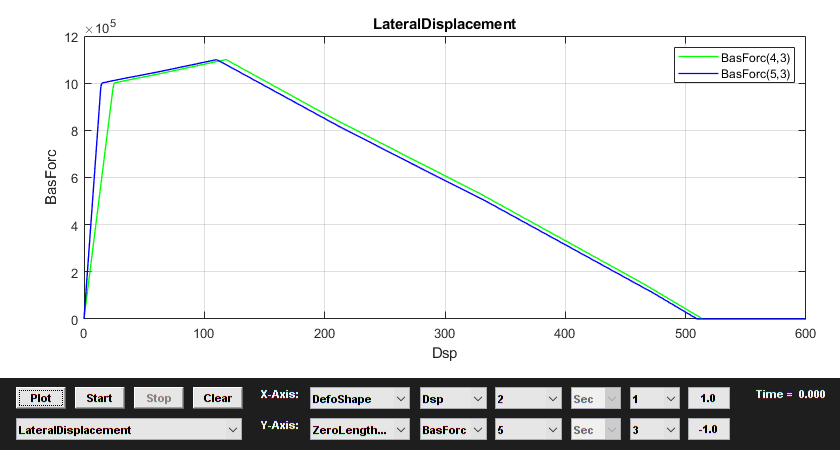 LateralDisplacement
×10⁵
12
10
8
6
4
2
0
BasForc
0 100 200 300 400 500 600
Dsp
BasForc(4,3)
BasForc(5,3)
Plot Start Stop Clear X-Axis: DefoShape Dsp 2 Sec 1 1.0 Time = 0.000
LateralDisplacement Y-Axis: ZeroLength... BasForc 5 Sec 3 -1.0